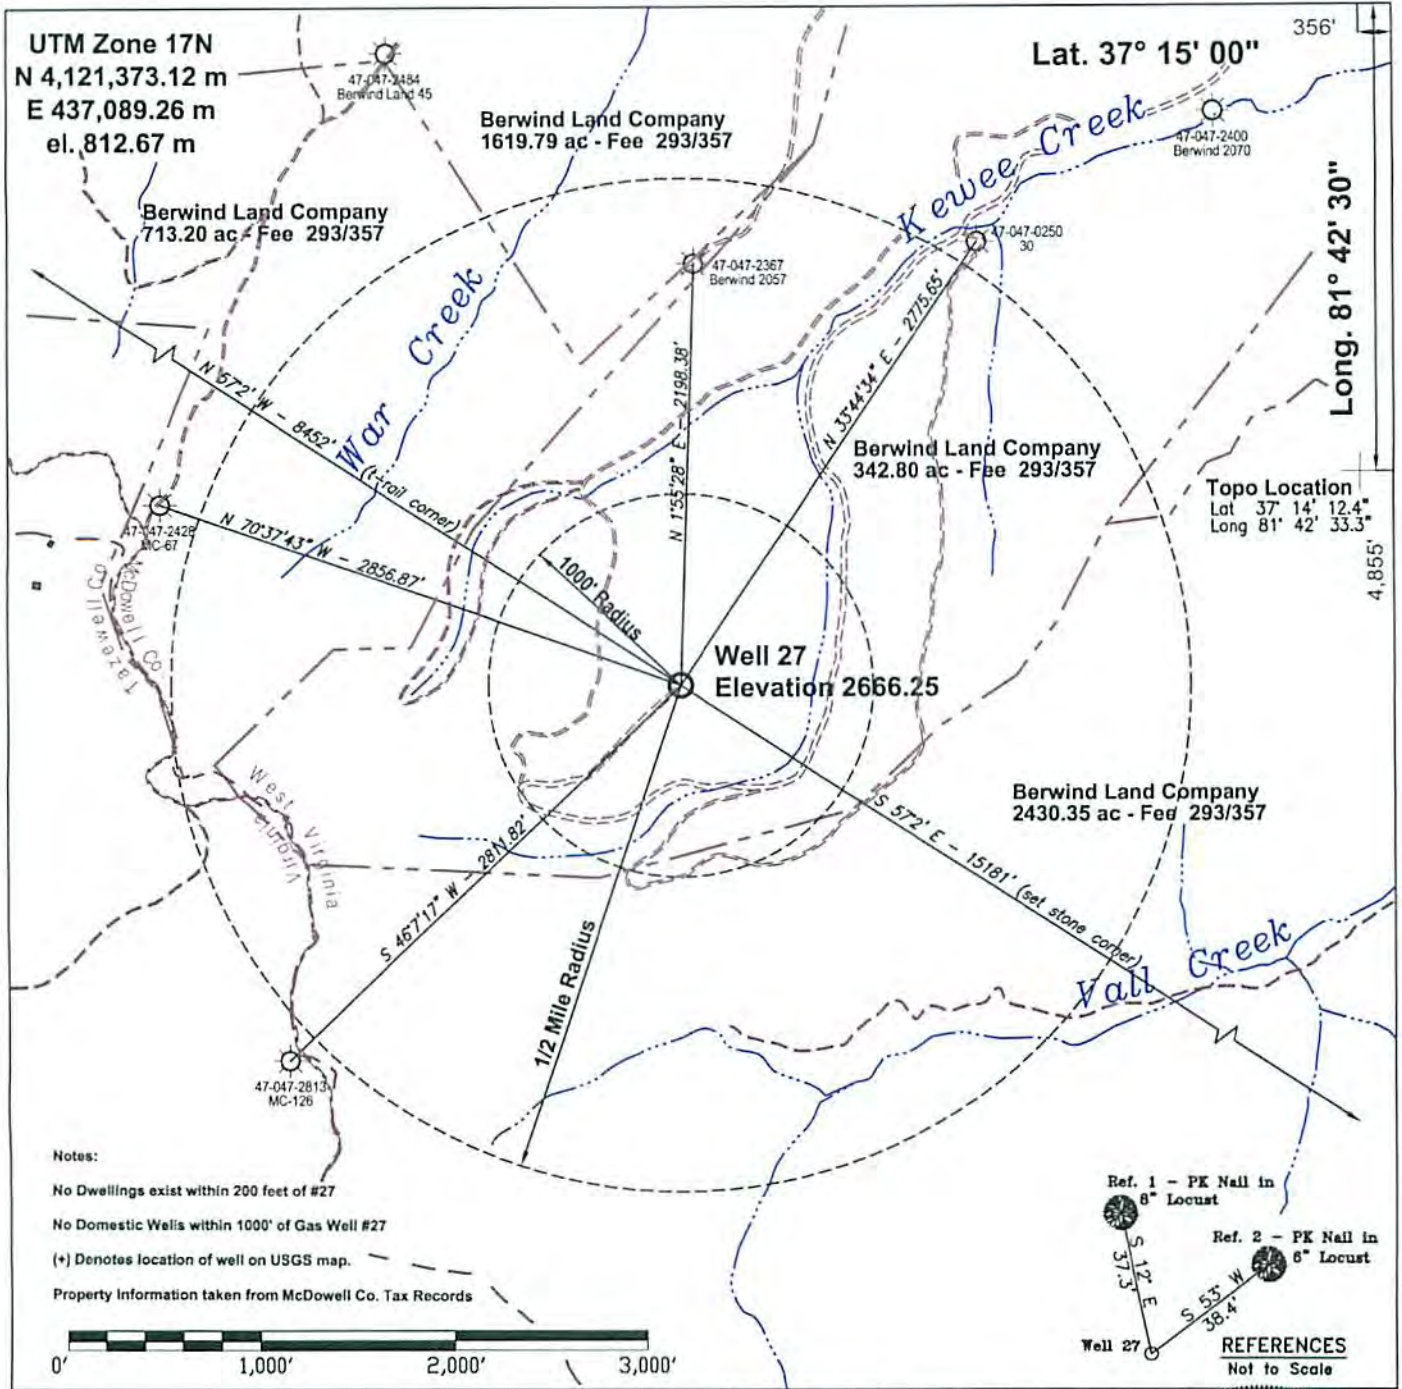 UTM Zone 17N
N 4,121,373.12 m
E 437,089.26 m
el. 812.67 m
47-047-2484
Berwind Land 45
Berwind Land Company
1619.79 ac - Fee 293/357
Lat. 37° 15' 00"
356'
Kewee Creek
47-047-2400
Berwind 2070
Long. 81° 42' 30"
Berwind Land Company
713.20 ac - Fee 293/357
47-047-0250
30
47-047-2367
Berwind 2057
War Creek
N 57°2' W - 8452'
N 1°55'28" E - 2198.38'
N 33°44'34" E - 2775.65'
Berwind Land Company
342.80 ac - Fee 293/357
Topo Location
Lat 37° 14' 12.4"
Long 81° 42' 33.3"
4,855'
47-047-2428
MC-67
N 70°37'43" W - 2856.87'
1000' Radius
Tazewell Co.
McDowell Co.
Well 27
Elevation 2666.25
West Virginia
Virginia
Berwind Land Company
2430.35 ac - Fee 293/357
S 57°2' E - 15181' (set stone corner)
S 46°7'17" W -
1/2 Mile Radius
Vall Creek
47-047-2813
MC-126
Notes:
No Dwellings exist within 200 feet of #27
No Domestic Wells within 1000' of Gas Well #27
(+) Denotes location of well on USGS map.
Property Information taken from McDowell Co. Tax Records
0' 1,000' 2,000' 3,000'
Ref. 1 - PK Nail in
8" Locust
Ref. 2 - PK Nail in
6" Locust
S 12° E
37.3'
S 53° W
38.4'
Well 27
REFERENCES
Not to Scale